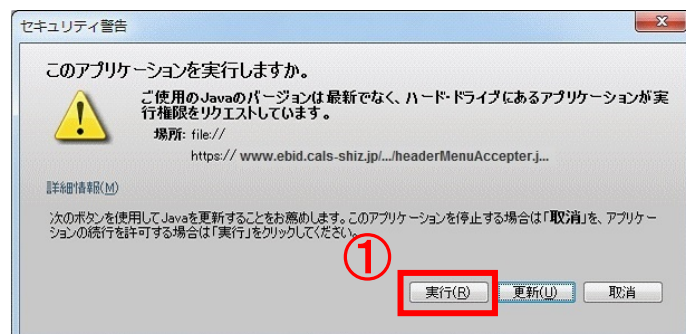 セキュリティ警告
このアプリケーションを実行しますか。
ご使用のJavaのバージョンは最新でなく、ハード・ドライブにあるアプリケーションが実
行権限をリクエストしています。
場所: file://
https:// www.ebid.cals-shiz.jp/.../headerMenuAccepter.j...
詳細情報(M)
次のボタンを使用してJavaを更新することをお薦めします。このアプリケーションを停止する場合は「取消」を、アプリケー
ションの続行を許可する場合は「実行」をクリックしてください。
①
実行(R) 更新(U) 取消